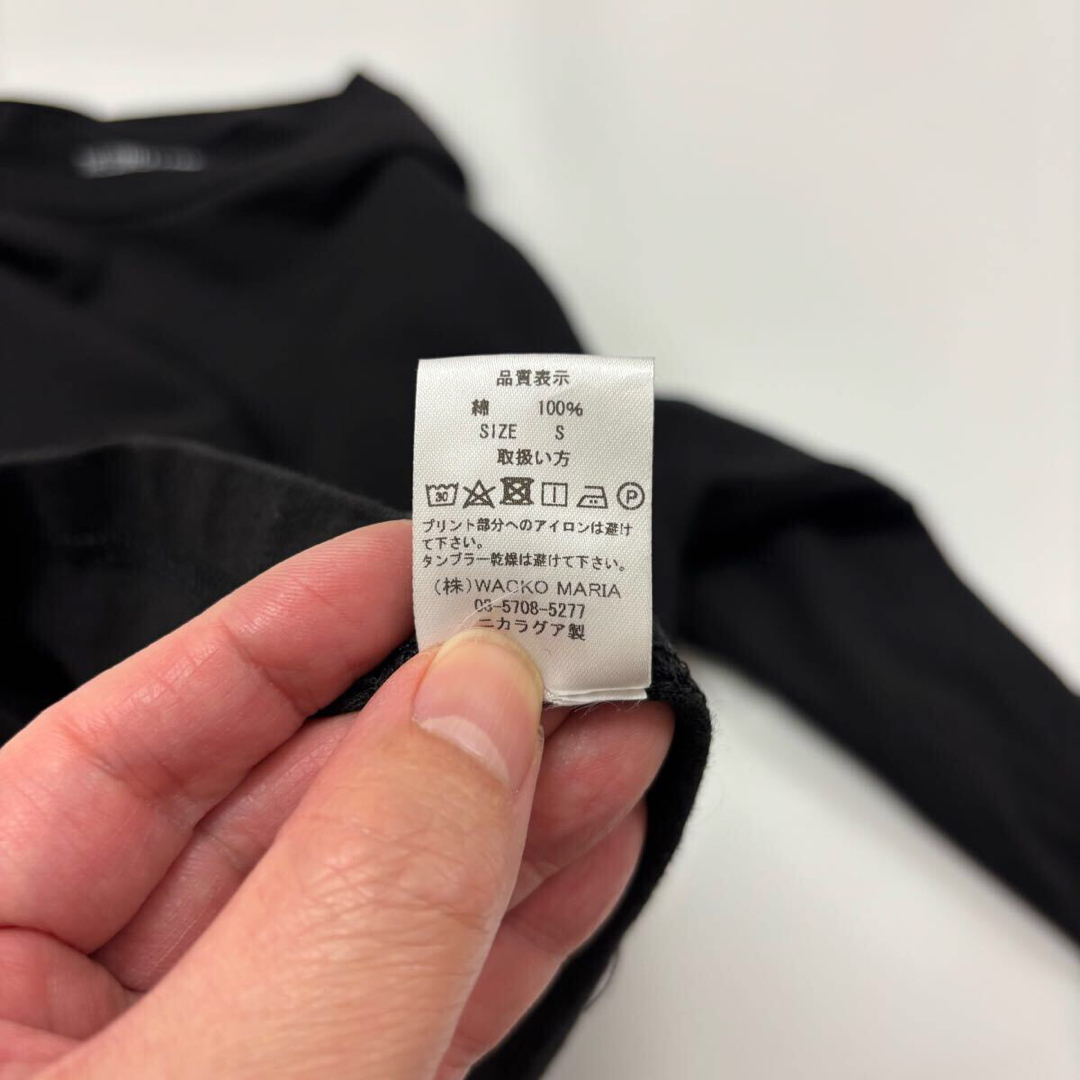 品質表示
綿 100%
SIZE S
取扱い方
30 P
プリント部分へのアイロンは避け
て下さい。
タンブラー乾燥は避けて下さい。
(株)WACKO MARIA
03-5708-5277
ニカラグア製